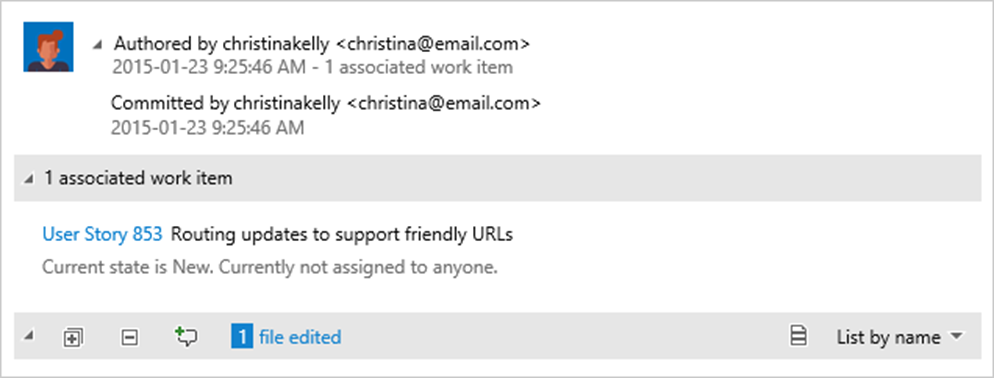 Authored by christinakelly <christina@email.com>
2015-01-23 9:25:46 AM - 1 associated work item
Committed by christinakelly <christina@email.com>
2015-01-23 9:25:46 AM
1 associated work item
User Story 853 Routing updates to support friendly URLs
Current state is New. Currently not assigned to anyone.
1 file edited List by name